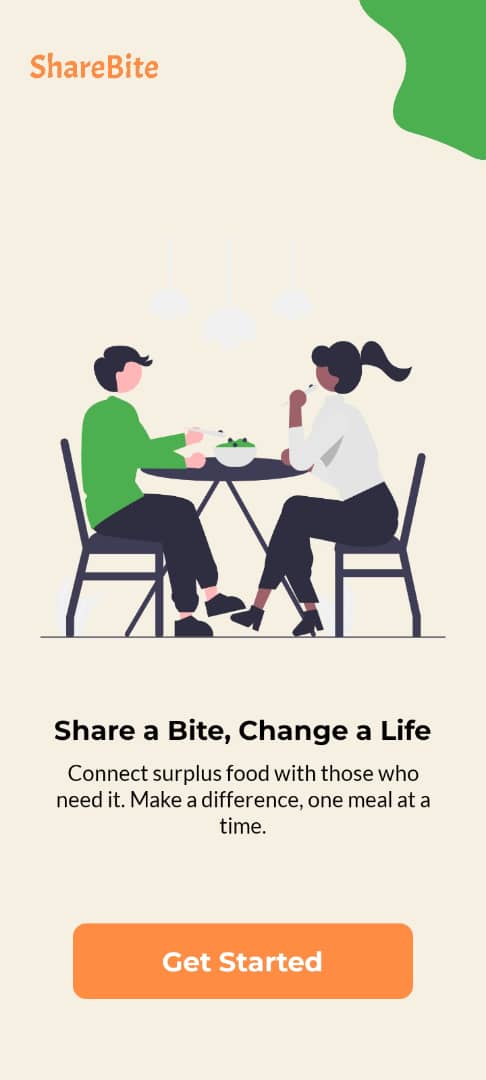 ShareBite
Share a Bite, Change a Life
Connect surplus food with those who
need it. Make a difference, one meal at a
time.
Get Started